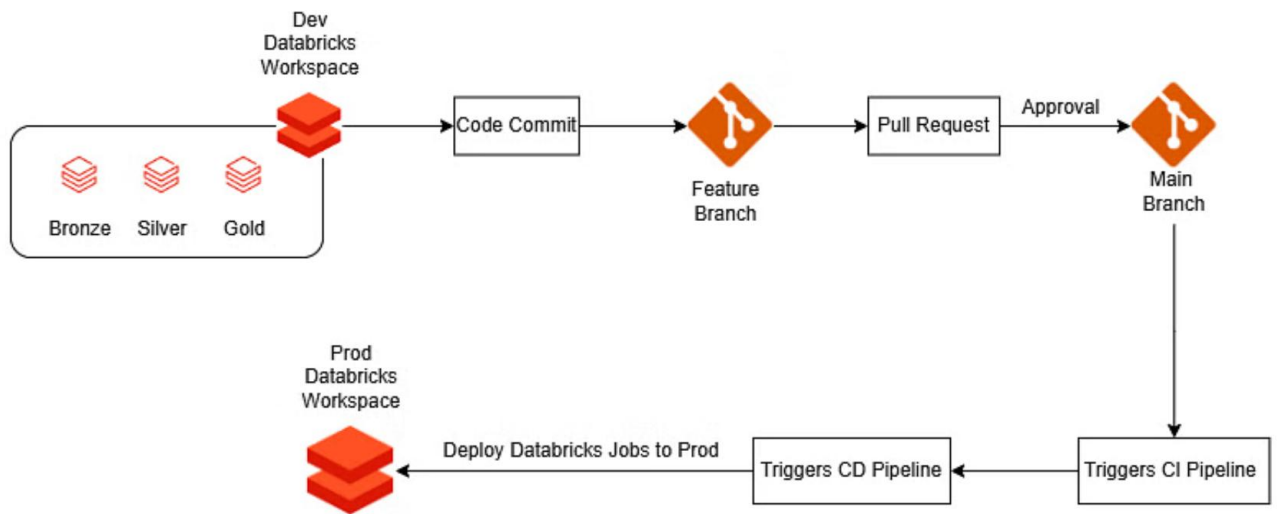 Dev
Databricks
Workspace
Code Commit
Pull Request
Approval
Feature
Branch
Main
Branch
Bronze
Silver
Gold
Prod
Databricks
Workspace
Deploy Databricks Jobs to Prod
Triggers CD Pipeline
Triggers CI Pipeline